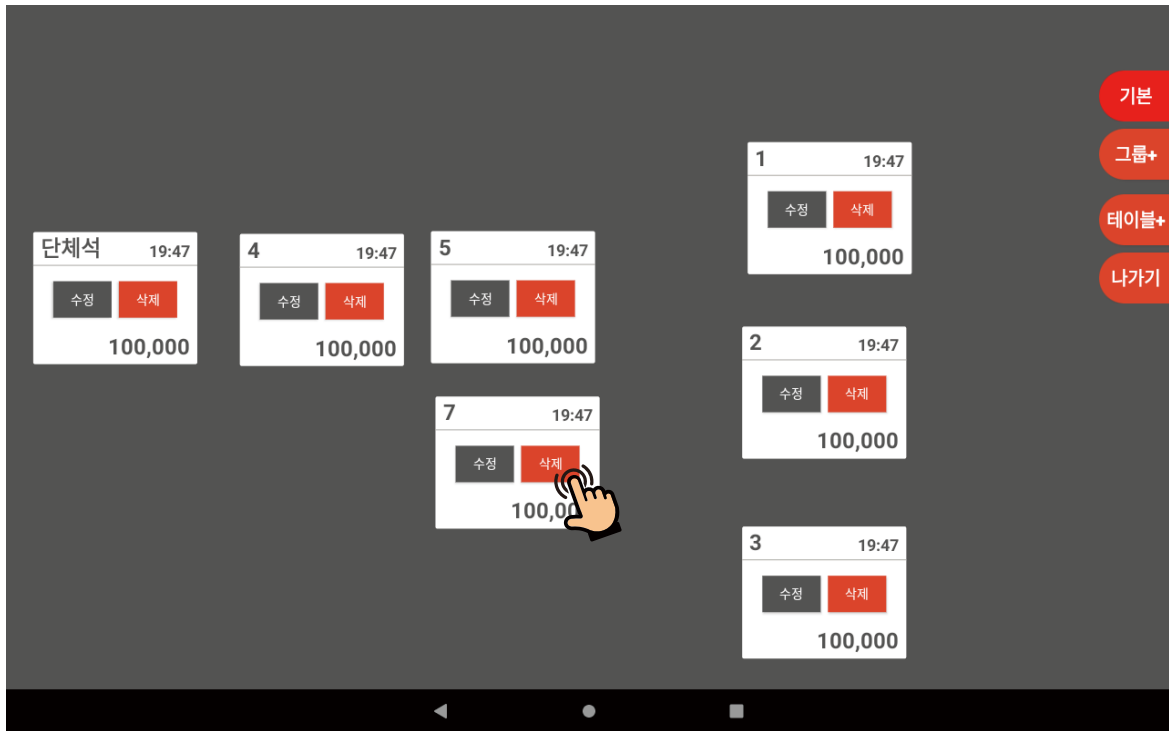 기본
그룹+
테이블+
나가기
1 19:47
수정 삭제
100,000
단체석 19:47
수정 삭제
100,000
4 19:47
수정 삭제
100,000
5 19:47
수정 삭제
100,000
2 19:47
수정 삭제
100,000
7 19:47
수정 삭제
100,00
3 19:47
수정 삭제
100,000